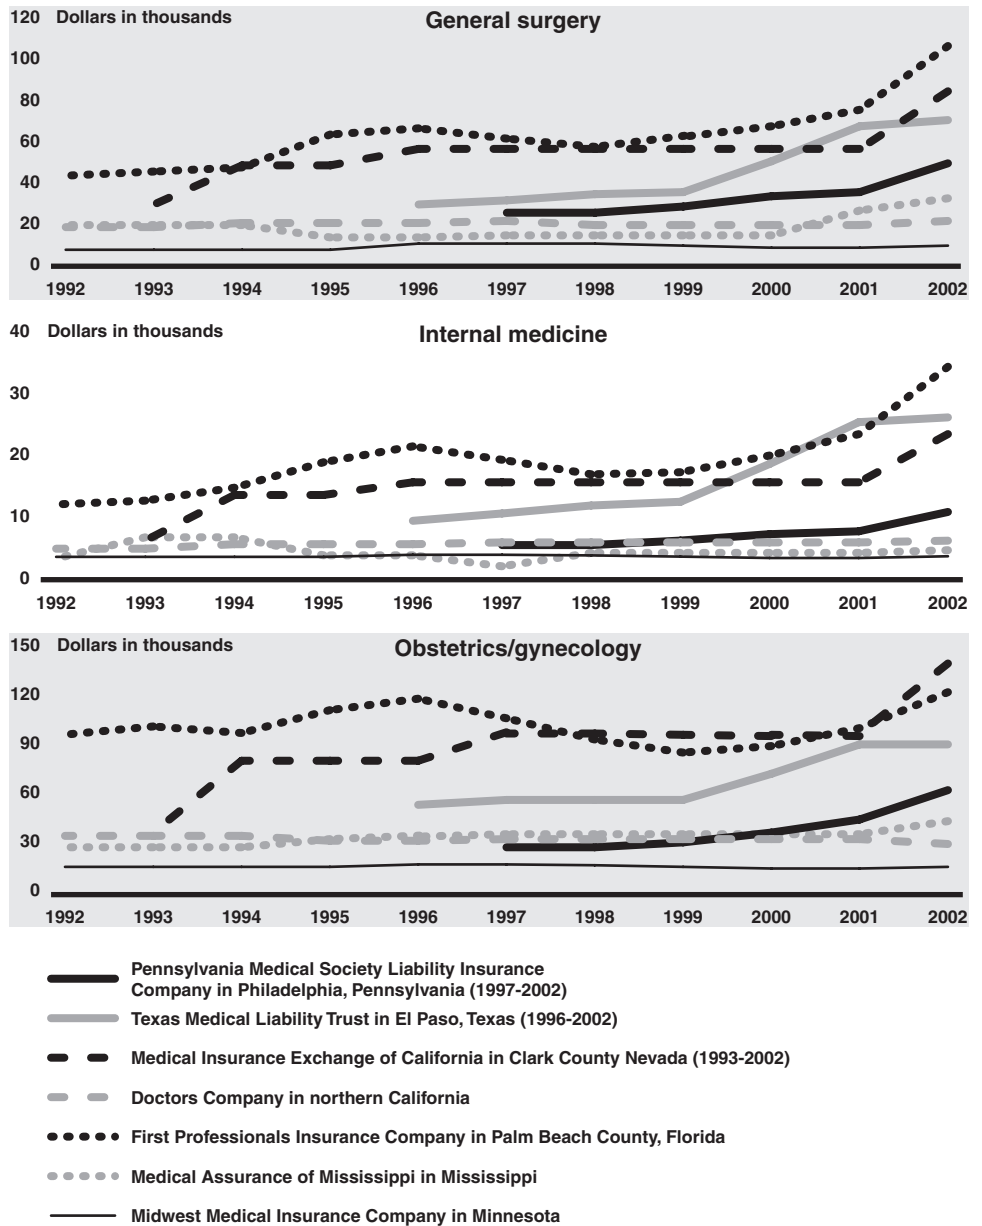 120 Dollars in thousands General surgery
100
80
60
40
20
0
1992 1993 1994 1995 1996 1997 1998 1999 2000 2001 2002
40 Dollars in thousands Internal medicine
30
20
10
0
1992 1993 1994 1995 1996 1997 1998 1999 2000 2001 2002
150 Dollars in thousands Obstetrics/gynecology
120
90
60
30
0
1992 1993 1994 1995 1996 1997 1998 1999 2000 2001 2002
Pennsylvania Medical Society Liability Insurance
Company in Philadelphia, Pennsylvania (1997-2002)
Texas Medical Liability Trust in El Paso, Texas (1996-2002)
Medical Insurance Exchange of California in Clark County Nevada (1993-2002)
Doctors Company in northern California
First Professionals Insurance Company in Palm Beach County, Florida
Medical Assurance of Mississippi in Mississippi
Midwest Medical Insurance Company in Minnesota